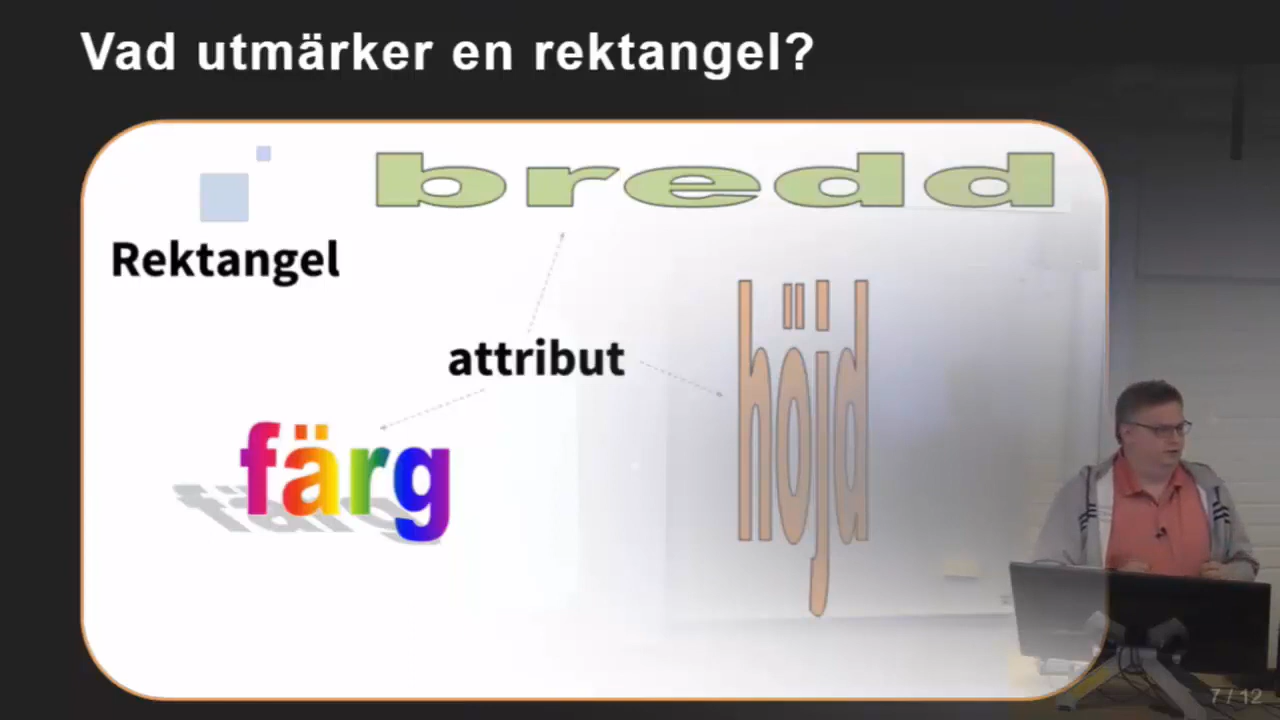 Vad utmärker en rektangel?
bredd
Rektangel
höjd
attribut
färg
7 / 12